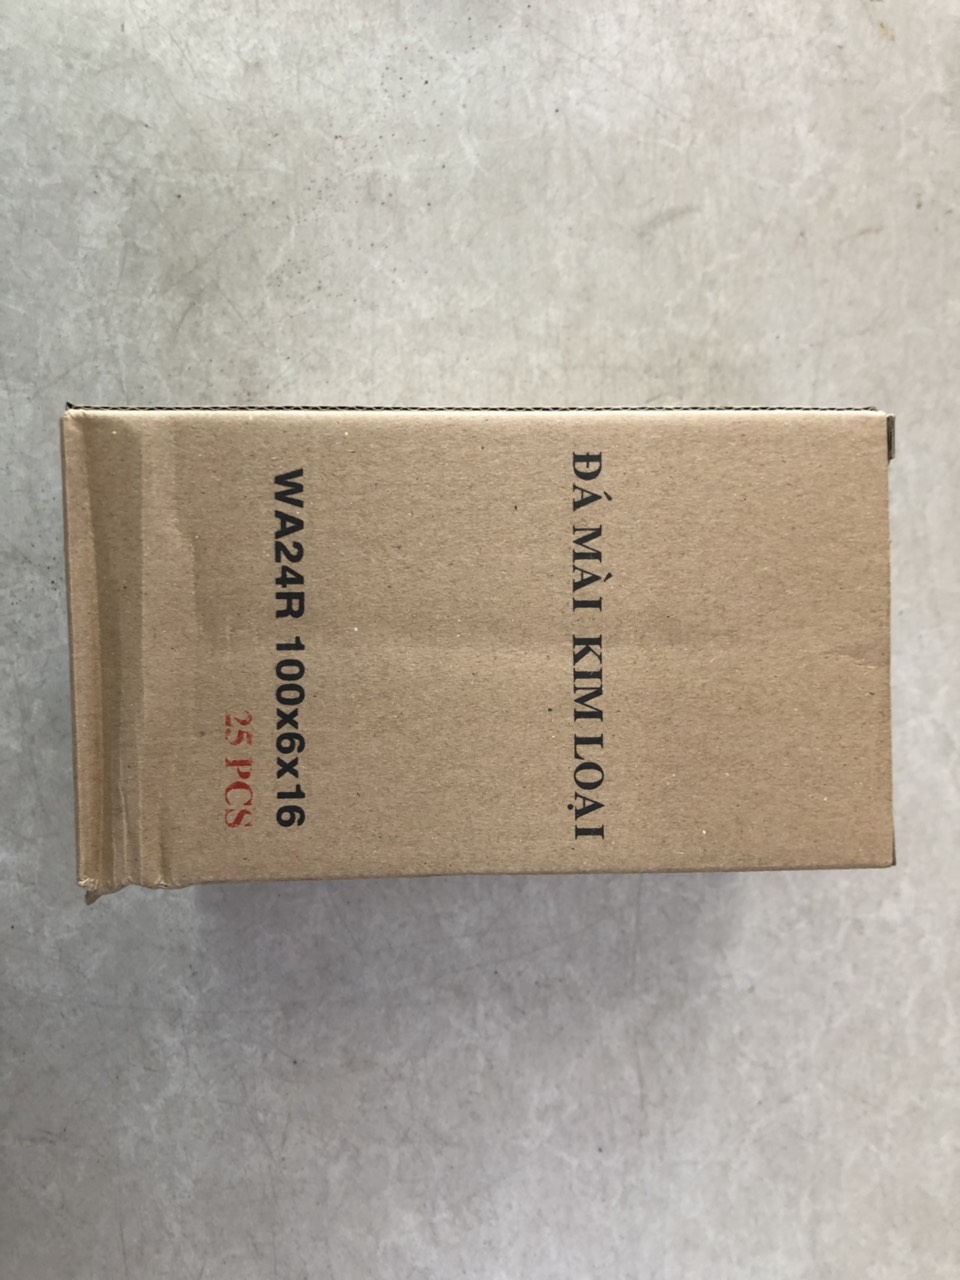 ĐÁ MÀI KIM LOẠI
WA24R 100x6x16
25 PCS